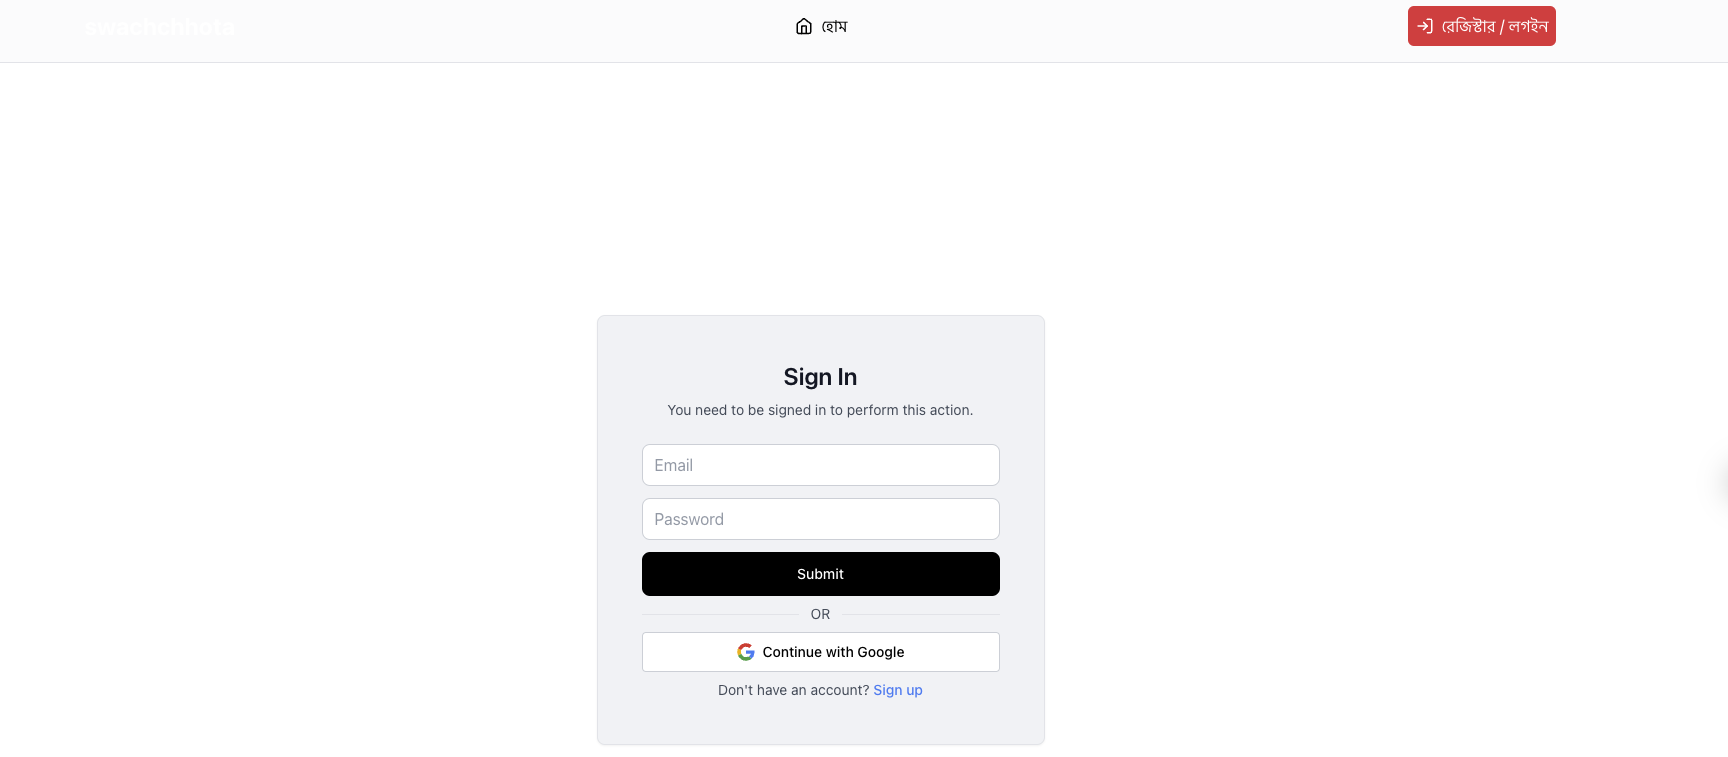 swachchhota
হোম
রেজিস্টার / লগইন
Sign In
You need to be signed in to perform this action.
Email
Password
Submit
OR
Continue with Google
Don't have an account? Sign up